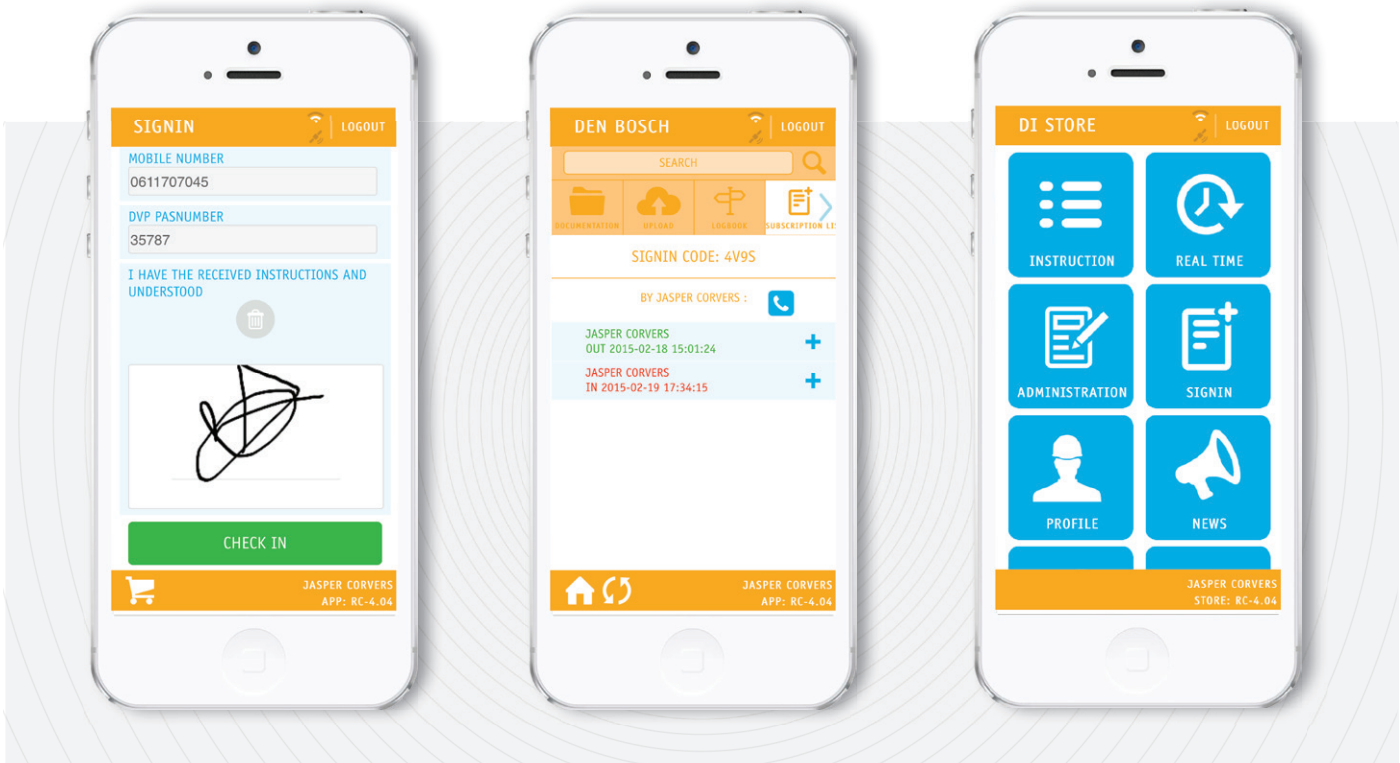 SIGNIN
LOGOUT
MOBILE NUMBER
0611707045
DVP PASNUMBER
35787
I HAVE THE RECEIVED INSTRUCTIONS AND
UNDERSTOOD
CHECK IN
JASPER CORVERS
APP: RC-4.04
DEN BOSCH
LOGOUT
SEARCH
DOCUMENTATION
UPLOAD
LOGBOOK
SUBSCRIPTION LI
SIGNIN CODE: 4V9S
BY JASPER CORVERS :
JASPER CORVERS
OUT 2015-02-18 15:01:24
JASPER CORVERS
IN 2015-02-19 17:34:15
JASPER CORVERS
APP: RC-4.04
DI STORE
LOGOUT
INSTRUCTION
REAL TIME
ADMINISTRATION
SIGNIN
PROFILE
NEWS
JASPER CORVERS
STORE: RC-4.04